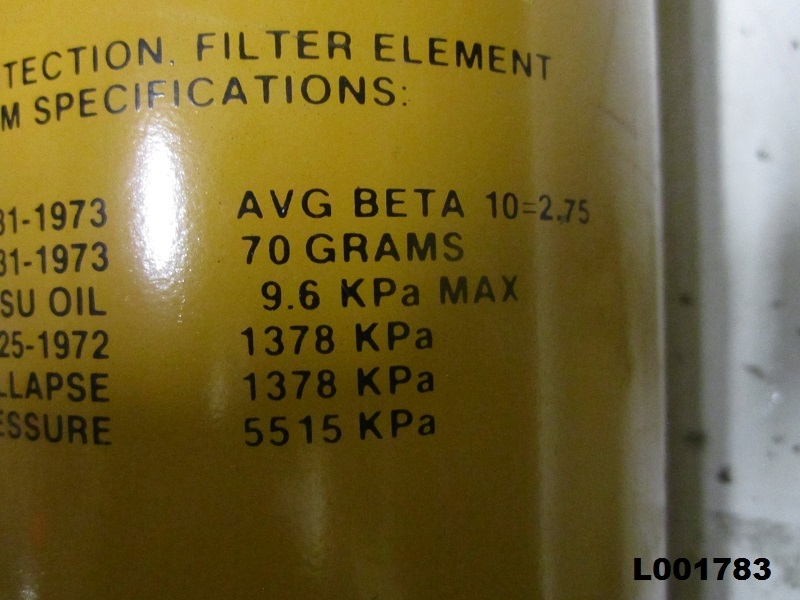 TECTION, FILTER ELEMENT
M SPECIFICATIONS:
31-1973 AVG BETA 10=2.75
31-1973 70 GRAMS
SU OIL 9.6 KPa MAX
25-1972 1378 KPa
LLAPSE 1378 KPa
ESSURE 5515 KPa
L001783